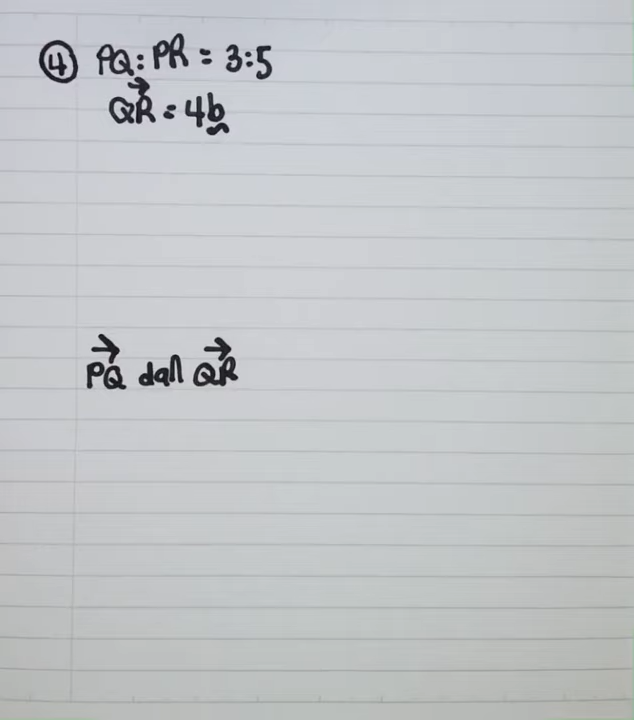 ④ PQ : PR = 3:5
→QR = 4b̰
→PQ dan →QR